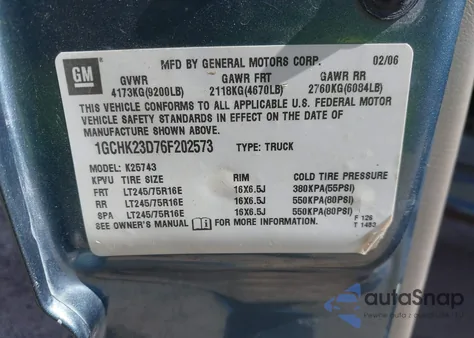 GM
MFD BY GENERAL MOTORS CORP. 02/06
GVWR GAWR FRT GAWR RR
4173KG(9200LB) 2118KG(4670LB) 2760KG(6084LB)
THIS VEHICLE CONFORMS TO ALL APPLICABLE U.S. FEDERAL MOTOR
VEHICLE SAFETY STANDARDS IN EFFECT ON THE DATE
OF MANUFACTURE SHOWN ABOVE.
1GCHK23D76F202573 TYPE: TRUCK
MODEL: K25743
KPVU TIRE SIZE RIM COLD TIRE PRESSURE
FRT LT245/75R16E 16X6.5J 380KPA(55PSI)
RR LT245/75R16E 16X6.5J 550KPA(80PSI)
SPA LT245/75R16E 16X6.5J 550KPA(80PSI)
SEE OWNER'S MANUAL FOR MORE INFORMATION.
F 126
T 1483
autoSnap